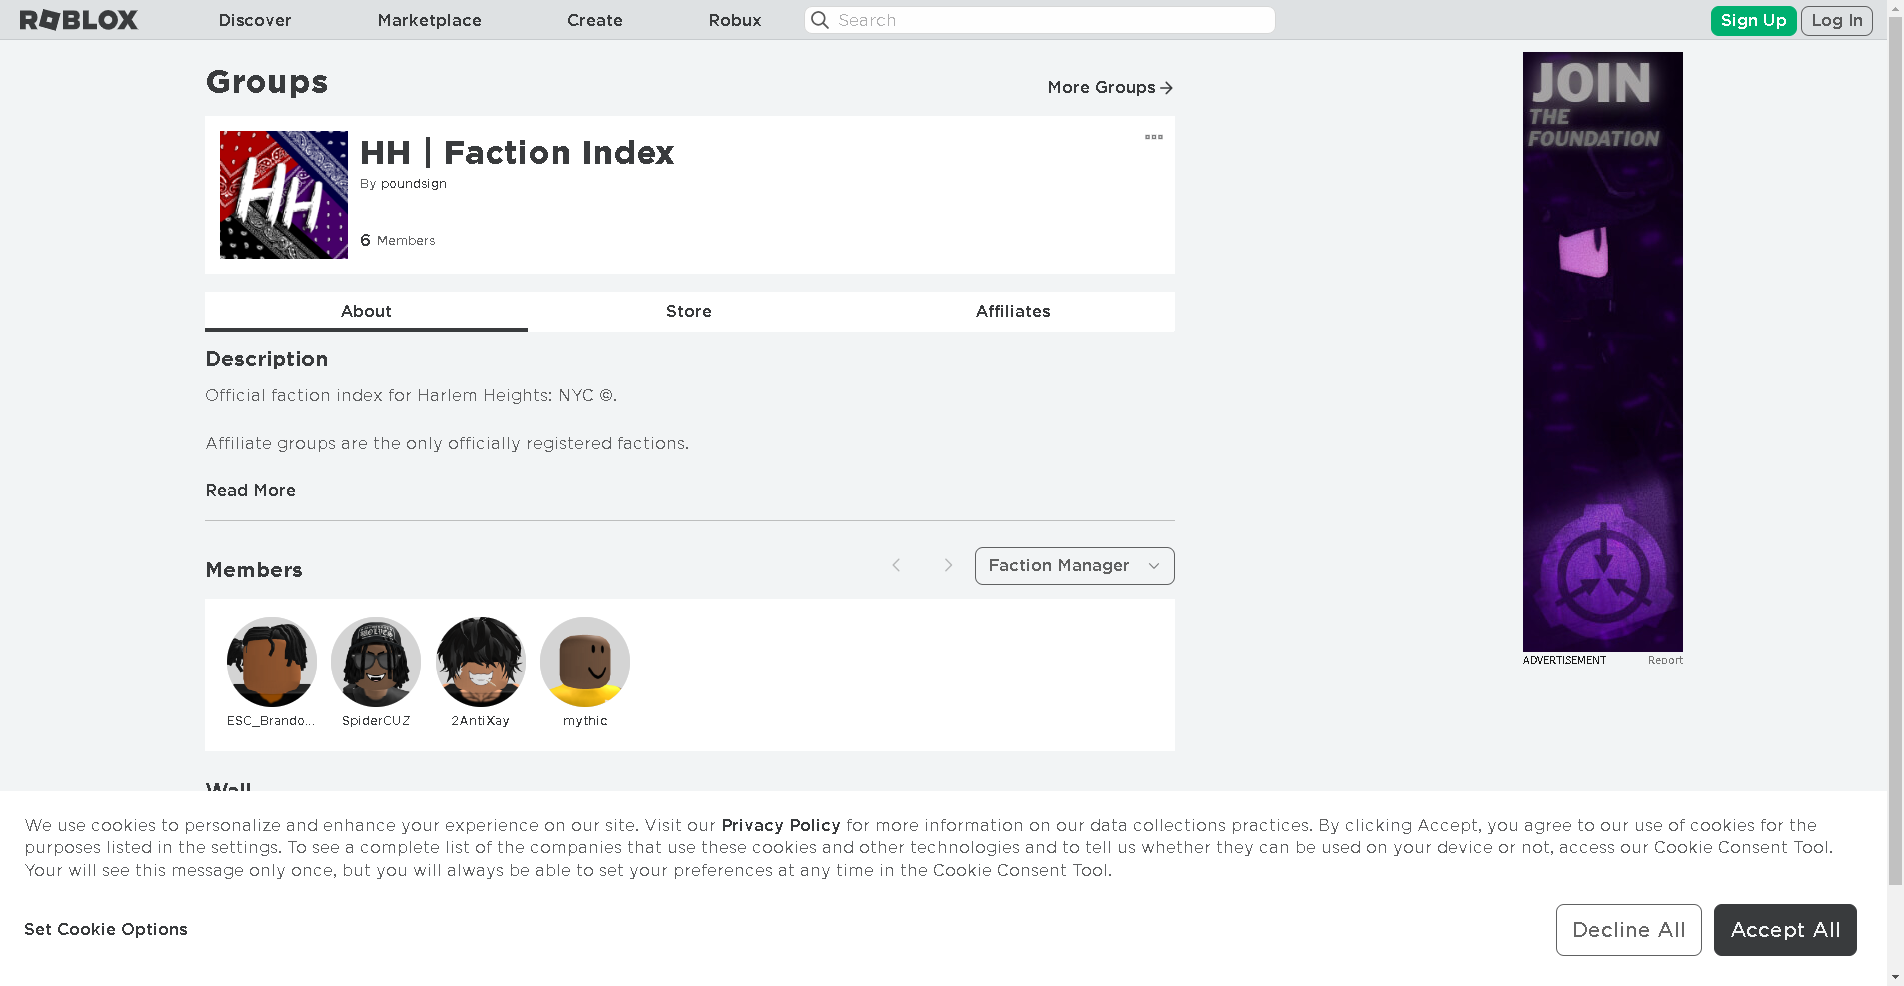 ROBLOX
Discover
Marketplace
Create
Robux
Search
Sign Up
Log In
Groups
More Groups
HH
HH | Faction Index
By poundsign
6 Members
About
Store
Affiliates
Description
Official faction index for Harlem Heights: NYC ©.
Affiliate groups are the only officially registered factions.
Read More
Members
Faction Manager
WOLVES
ESC_Brando...
SpiderCUZ
2AntiXay
mythic
Wall
JOIN
THE
FOUNDATION
ADVERTISEMENT
Report
We use cookies to personalize and enhance your experience on our site. Visit our Privacy Policy for more information on our data collections practices. By clicking Accept, you agree to our use of cookies for the
purposes listed in the settings. To see a complete list of the companies that use these cookies and other technologies and to tell us whether they can be used on your device or not, access our Cookie Consent Tool.
Your will see this message only once, but you will always be able to set your preferences at any time in the Cookie Consent Tool.
Set Cookie Options
Decline All
Accept All